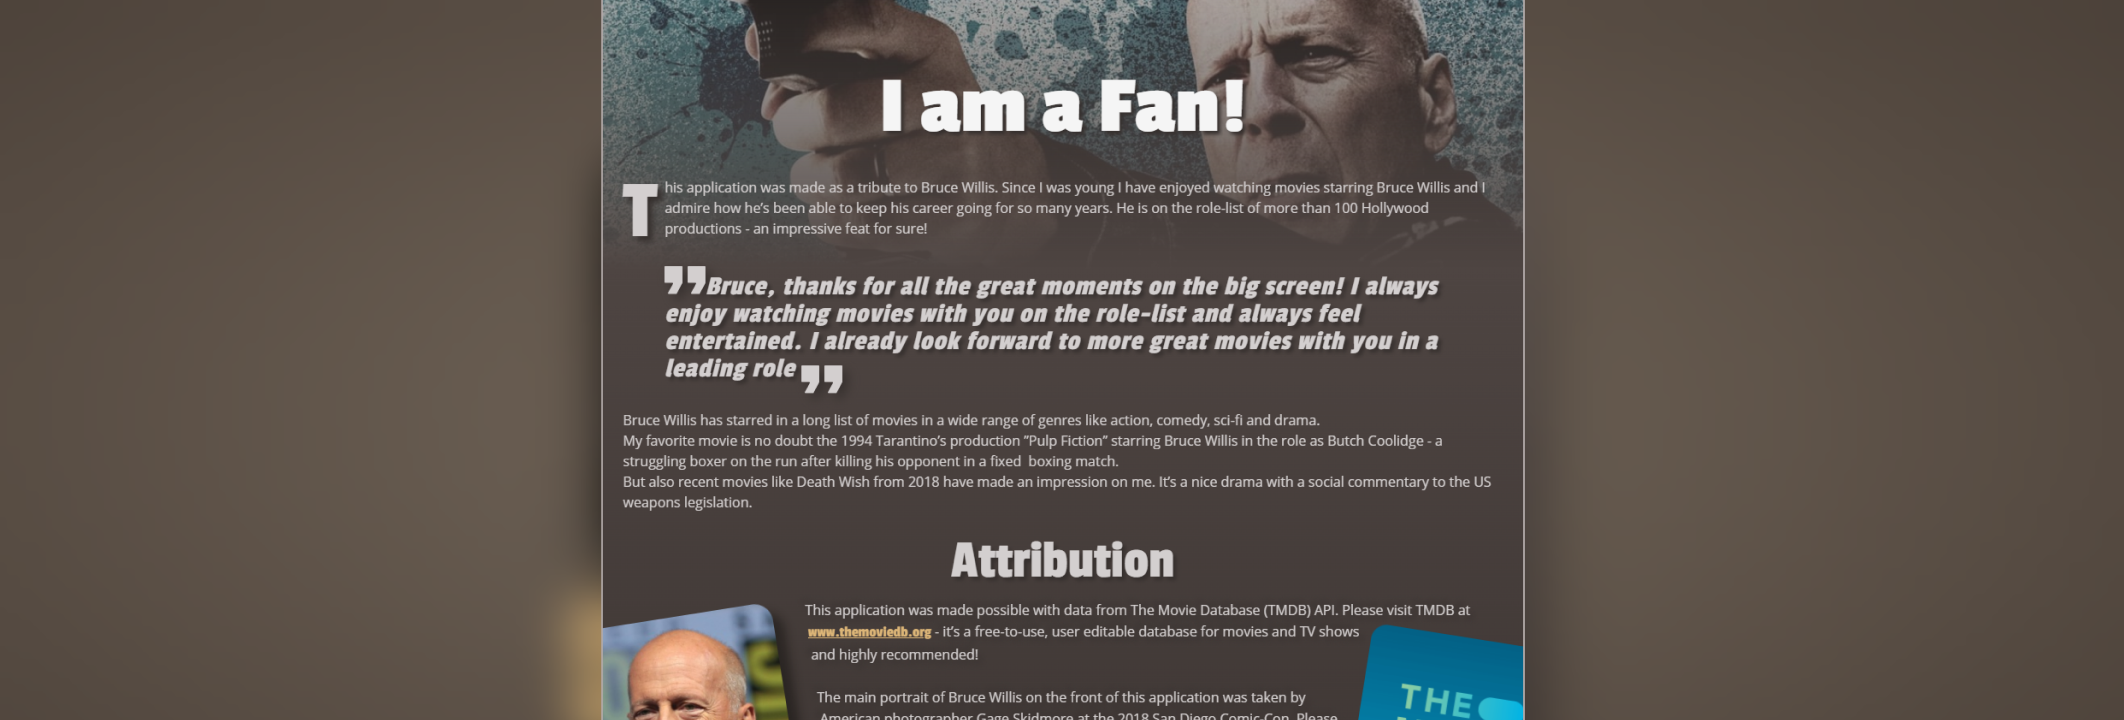 I am a Fan!
This application was made as a tribute to Bruce Willis. Since I was young I have enjoyed watching movies starring Bruce Willis and I
admire how he's been able to keep his career going for so many years. He is on the role-list of more than 100 Hollywood
productions - an impressive feat for sure!
”Bruce, thanks for all the great moments on the big screen! I always
enjoy watching movies with you on the role-list and always feel
entertained. I already look forward to more great movies with you in a
leading role”
Bruce Willis has starred in a long list of movies in a wide range of genres like action, comedy, sci-fi and drama.
My favorite movie is no doubt the 1994 Tarantino's production ”Pulp Fiction” starring Bruce Willis in the role as Butch Coolidge - a
struggling boxer on the run after killing his opponent in a fixed  boxing match.
But also recent movies like Death Wish from 2018 have made an impression on me. It's a nice drama with a social commentary to the US
weapons legislation.
Attribution
This application was made possible with data from The Movie Database (TMDB) API. Please visit TMDB at
www.themoviedb.org - it's a free-to-use, user editable database for movies and TV shows
and highly recommended!
The main portrait of Bruce Willis on the front of this application was taken by
American photographer Gage Skidmore at the 2018 San Diego Comic-Con. Please
THE